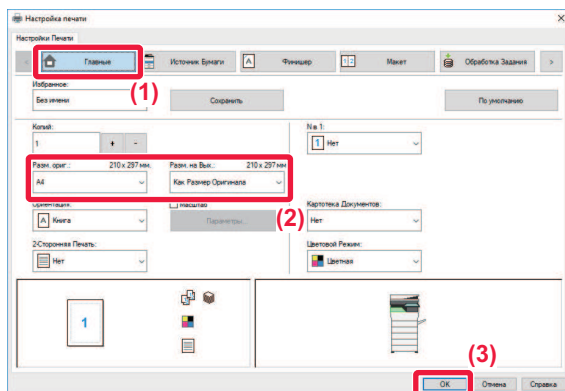 Настройка печати
Настройки Печати
Главные Источник Бумаги Финишер Макет Обработка Задания
(1)
Избранное:
Без имени Сохранить По умолчанию
Копий: № 1:
1 + - 1 Нет
Разм. ориг.: 210 x 297 мм. Разм. на Вых.: 210 x 297 мм
A4 Как Размер Оригинала
(2)
Ориентация: Масштаб Картотека Документов:
A Книга Параметры... Нет
2-Сторонняя Печать: Цветовой Режим:
Нет Цветная
1
(3)
OK Отмена Справка